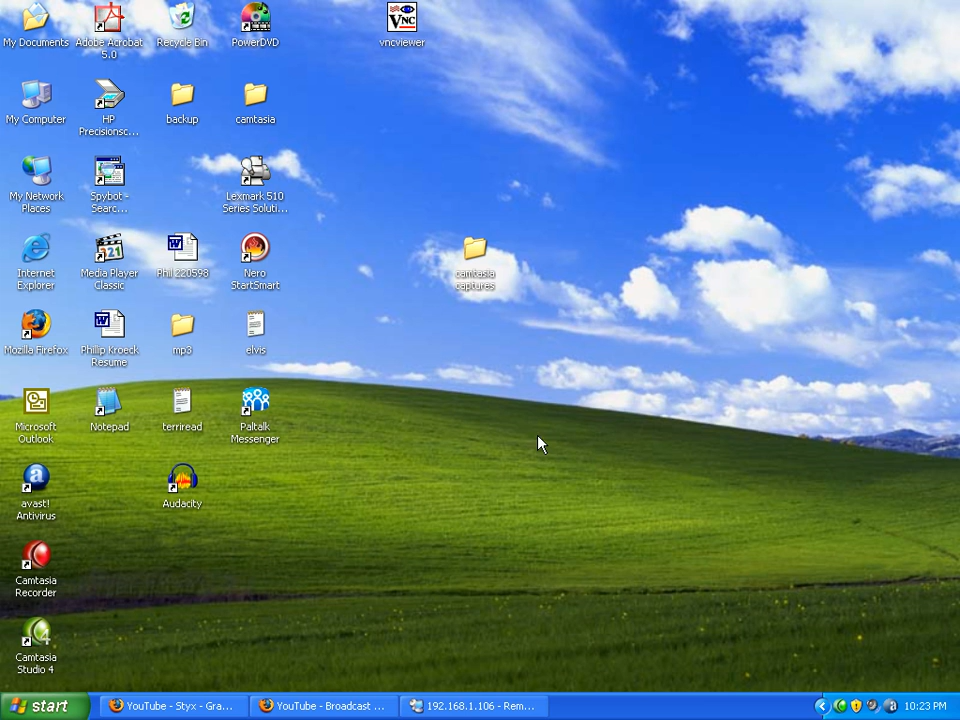 My Documents
Adobe Acrobat
5.0
Recycle Bin
PowerDVD
VNC
vncviewer
My Computer
HP
Precisionsc...
backup
camtasia
My Network
Places
Spybot -
Searc...
Lexmark 510
Series Soluti...
Internet
Explorer
321
Media Player
Classic
W
Phil 220598
Nero
StartSmart
camtasia
captures
Mozilla Firefox
W
Philip Kroeck
Resume
mp3
elvis
Microsoft
Outlook
Notepad
terriread
Paltalk
Messenger
a
avast!
Antivirus
Audacity
Camtasia
Recorder
4
Camtasia
Studio 4
start
YouTube - Styx - Gra...
YouTube - Broadcast ...
192.168.1.106 - Rem...
10:23 PM